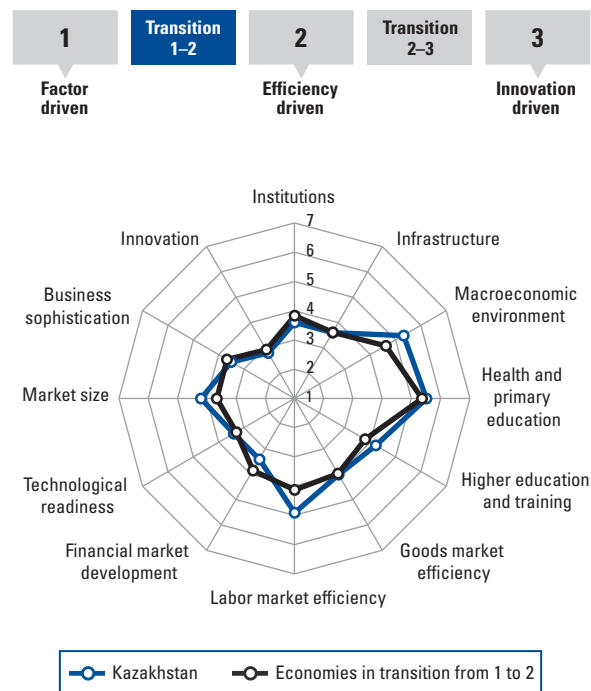 1
Transition
1–2
2
Transition
2–3
3
Factor
driven
Efficiency
driven
Innovation
driven
Institutions
7
6
5
4
3
2
1
Infrastructure
Macroeconomic
environment
Health and
primary
education
Higher education
and training
Goods market
efficiency
Labor market efficiency
Financial market
development
Technological
readiness
Market size
Business
sophistication
Innovation
Kazakhstan
Economies in transition from 1 to 2